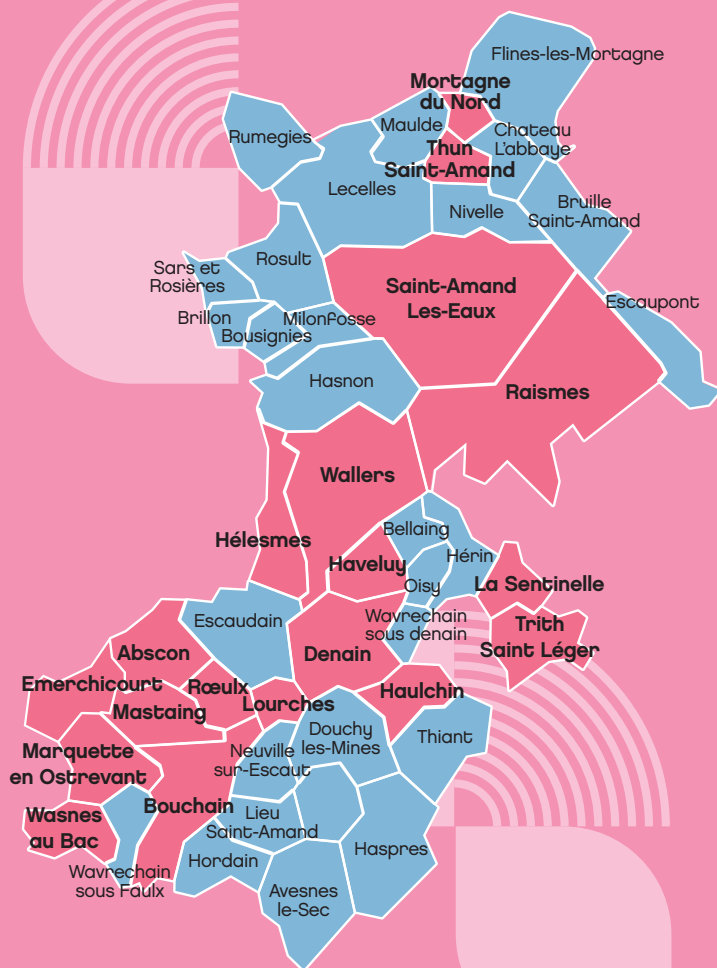 Flines-les-Mortagne
Mortagne
du Nord
Maulde
Rumegies
Chateau
L'abbaye
Thun
Saint-Amand
Lecelles
Nivelle
Bruille
Saint-Amand
Rosult
Sars et
Rosières
Saint-Amand
Les-Eaux
Escaupont
Brillon
Milonfosse
Bousignies
Hasnon
Raismes
Wallers
Bellaing
Hélesmes
Hérin
Haveluy
Oisy
La Sentinelle
Escaudain
Wavrechain
sous denain
Trith
Saint Léger
Abscon
Denain
Emerchicourt
Rœulx
Haulchin
Lourches
Mastaing
Douchy
les-Mines
Thiant
Marquette
en Ostrevant
Neuville
sur-Escaut
Bouchain
Wasnes
au Bac
Lieu
Saint-Amand
Haspres
Hordain
Wavrechain
sous Faulx
Avesnes
le-Sec